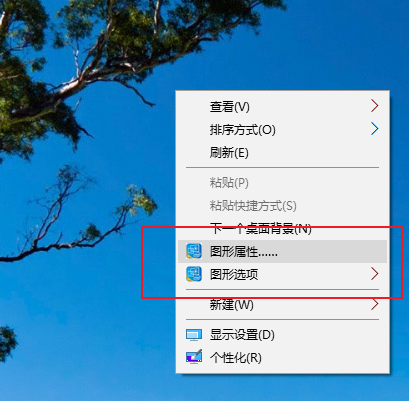 查看(V)
排序方式(O)
刷新(E)
粘贴(P)
粘贴快捷方式(S)
下一个桌面背景(N)
图形属性......
图形选项
新建(W)
显示设置(D)
个性化(R)